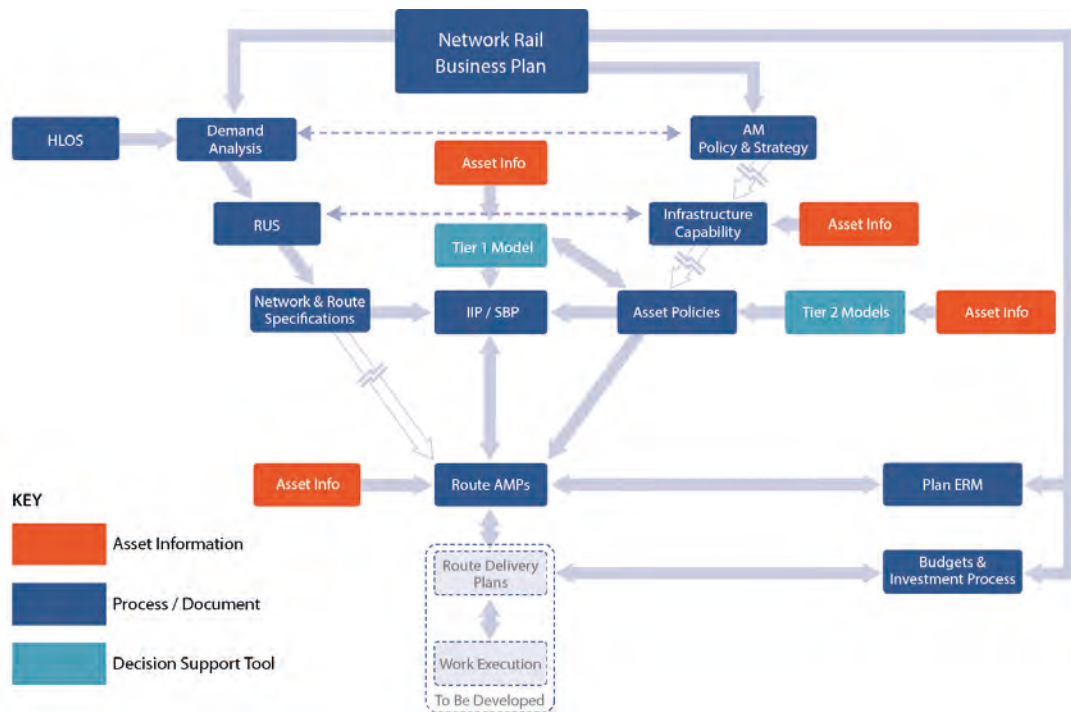 Network Rail
Business Plan
HLOS
Demand
Analysis
AM
Policy & Strategy
Asset Info
RUS
Infrastructure
Capability
Asset Info
Tier 1 Model
Network & Route
Specifications
IIP / SBP
Asset Policies
Tier 2 Models
Asset Info
Asset Info
Route AMPs
Plan ERM
KEY
Asset Information
Route Delivery
Plans
Budgets &
Investment Process
Process / Document
Work Execution
Decision Support Tool
To Be Developed